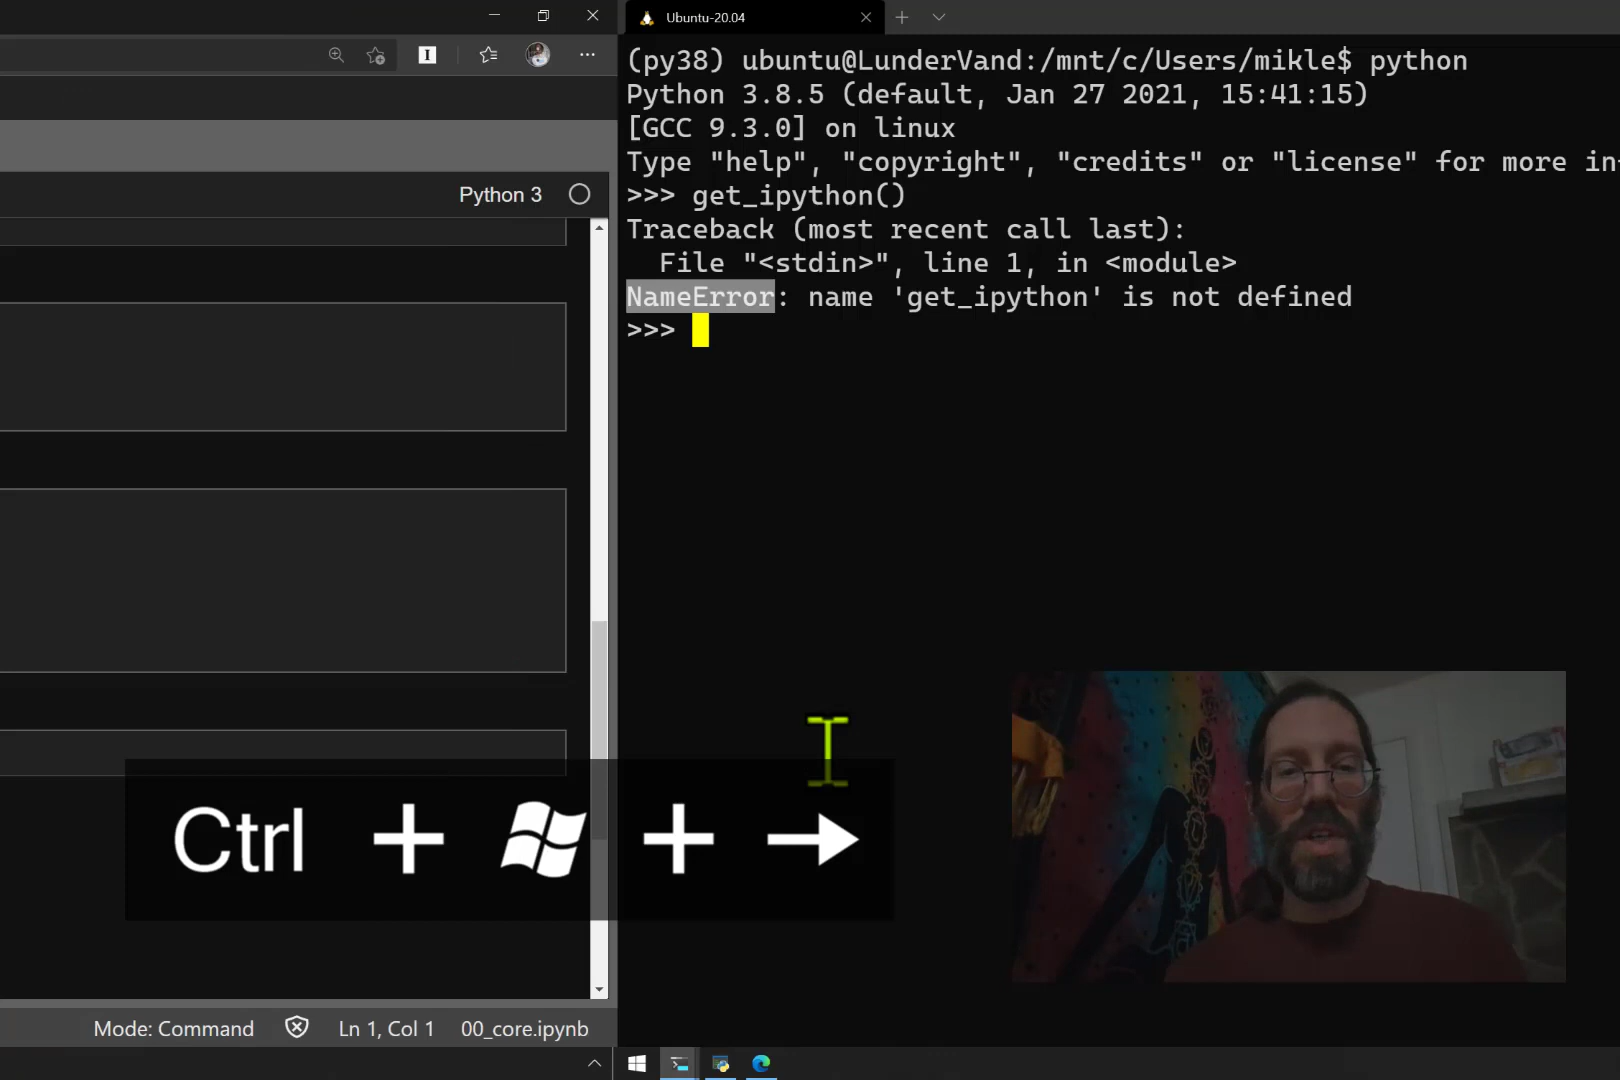 Ubuntu-20.04
(py38) ubuntu@LunderVand:/mnt/c/Users/mikle$ python
Python 3.8.5 (default, Jan 27 2021, 15:41:15)
[GCC 9.3.0] on linux
Type "help", "copyright", "credits" or "license" for more in
>>> get_ipython()
Traceback (most recent call last):
File "<stdin>", line 1, in <module>
NameError: name 'get_ipython' is not defined
>>>
I
Python 3
Ctrl + + →
Mode: Command
Ln 1, Col 1
00_core.ipynb